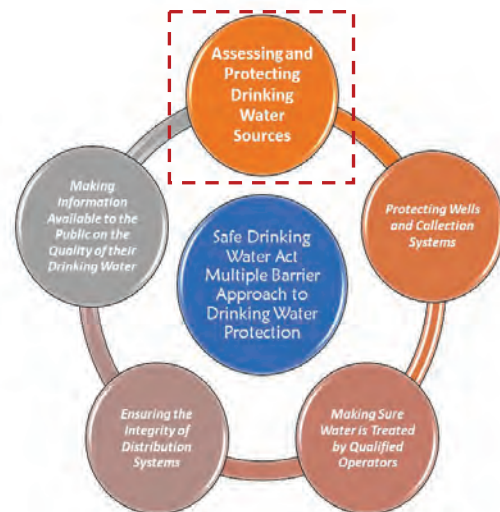 Assessing and
Protecting
Drinking
Water
Sources
Protecting Wells
and Collection
Systems
Making Sure
Water is Treated
by Qualified
Operators
Ensuring the
Integrity of
Distribution
Systems
Making
Information
Available to the
Public on the
Quality of their
Drinking Water
Safe Drinking
Water Act
Multiple Barrier
Approach to
Drinking Water
Protection